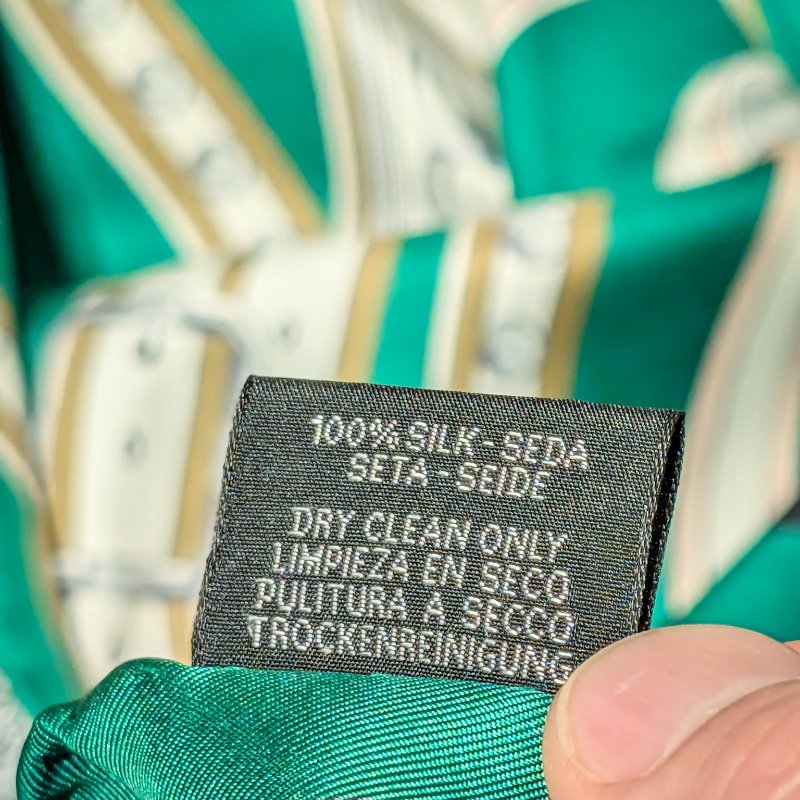 100% SILK - SEDA
SETA - SEIDE
DRY CLEAN ONLY
LIMPIEZA EN SECO
PULITURA A SECCO
TROCKENREINIGUNG